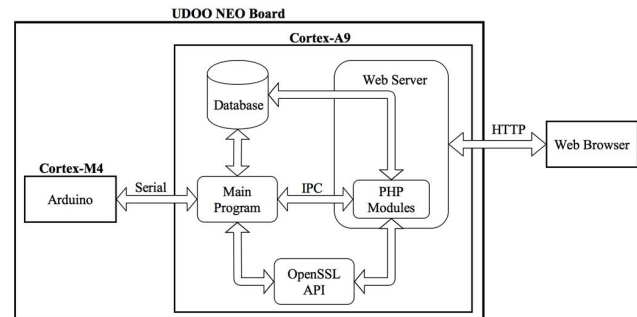 UDOO NEO Board
Cortex-A9
Database
Web Server
HTTP
Web Browser
Cortex-M4
Arduino
Serial
Main
Program
IPC
PHP
Modules
OpenSSL
API